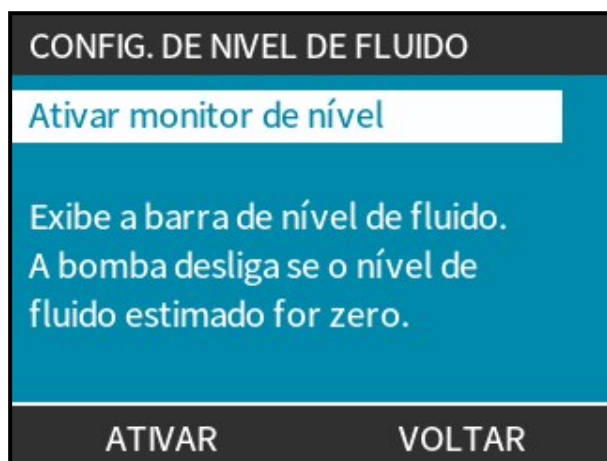 CONFIG. DE NIVEL DE FLUIDO
Ativar monitor de nível
Exibe a barra de nível de fluido.
A bomba desliga se o nível de
fluido estimado for zero.
ATIVAR VOLTAR